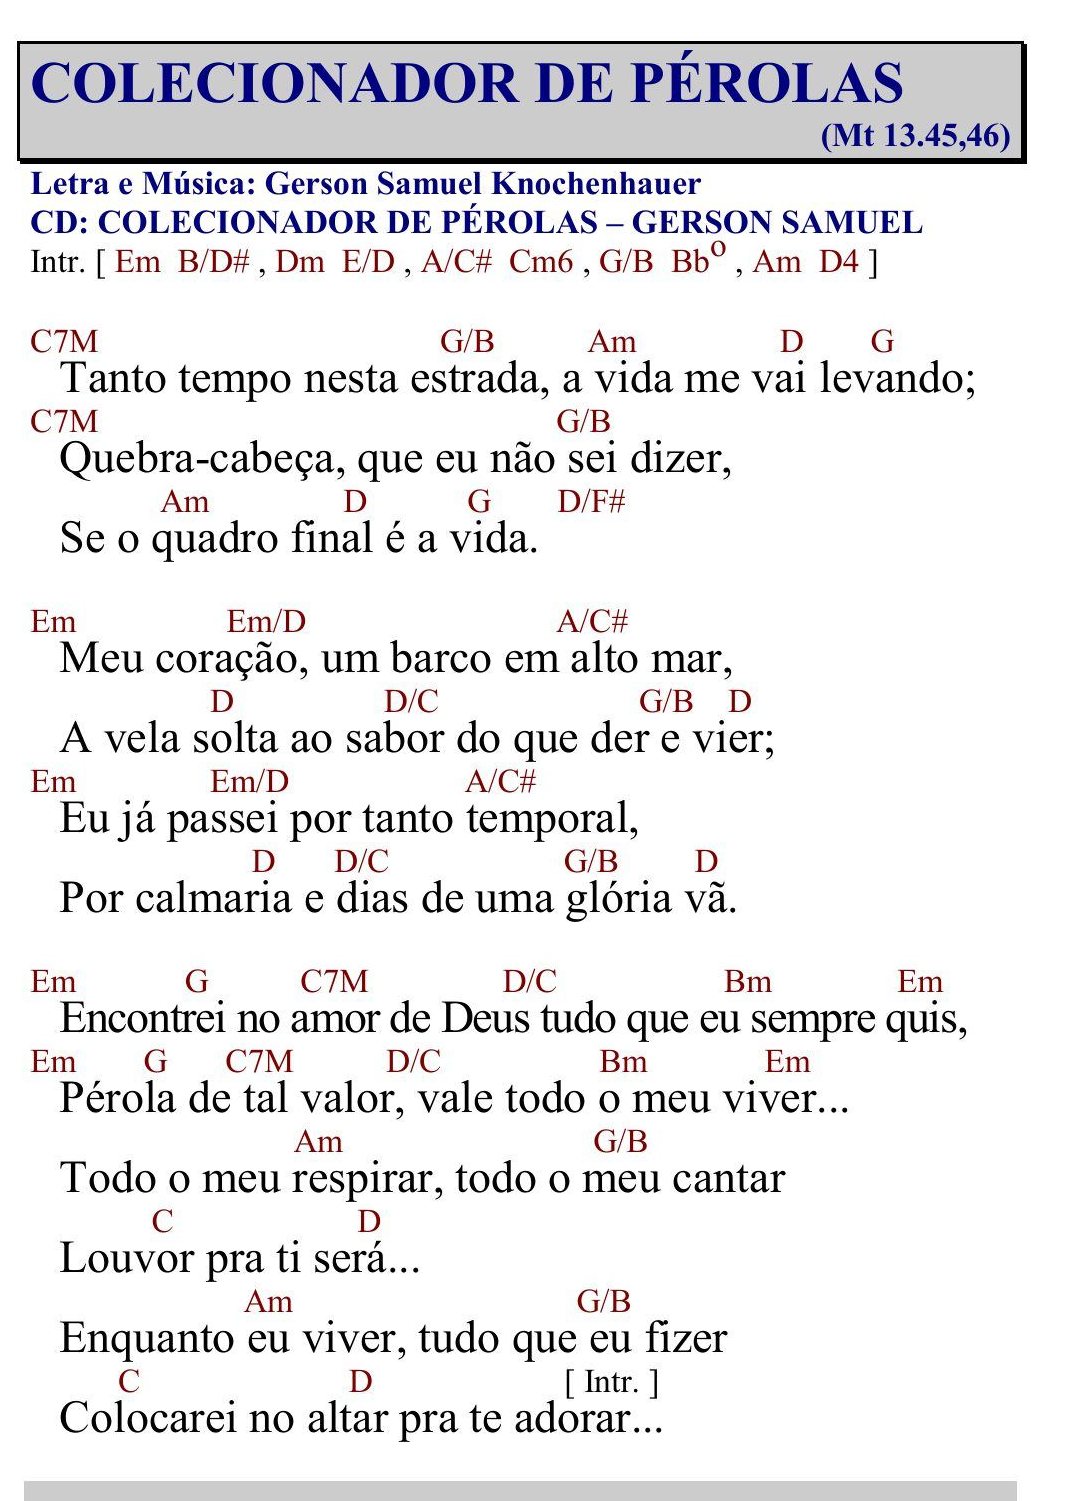 COLECIONADOR DE PÉROLAS
(Mt 13.45,46)
Letra e Música: Gerson Samuel Knochenhauer
CD: COLECIONADOR DE PÉROLAS – GERSON SAMUEL
Intr. [ Em B/D# , Dm E/D , A/C# Cm6 , G/B Bbº , Am D4 ]
C7M G/B Am D G
Tanto tempo nesta estrada, a vida me vai levando;
C7M G/B
Quebra-cabeça, que eu não sei dizer,
Am D G D/F#
Se o quadro final é a vida.
Em Em/D A/C#
Meu coração, um barco em alto mar,
D D/C G/B D
A vela solta ao sabor do que der e vier;
Em Em/D A/C#
Eu já passei por tanto temporal,
D D/C G/B D
Por calmaria e dias de uma glória vã.
Em G C7M D/C Bm Em
Encontrei no amor de Deus tudo que eu sempre quis,
Em G C7M D/C Bm Em
Pérola de tal valor, vale todo o meu viver...
Am G/B
Todo o meu respirar, todo o meu cantar
C D
Louvor pra ti será...
Am G/B
Enquanto eu viver, tudo que eu fizer
C D [ Intr. ]
Colocarei no altar pra te adorar...